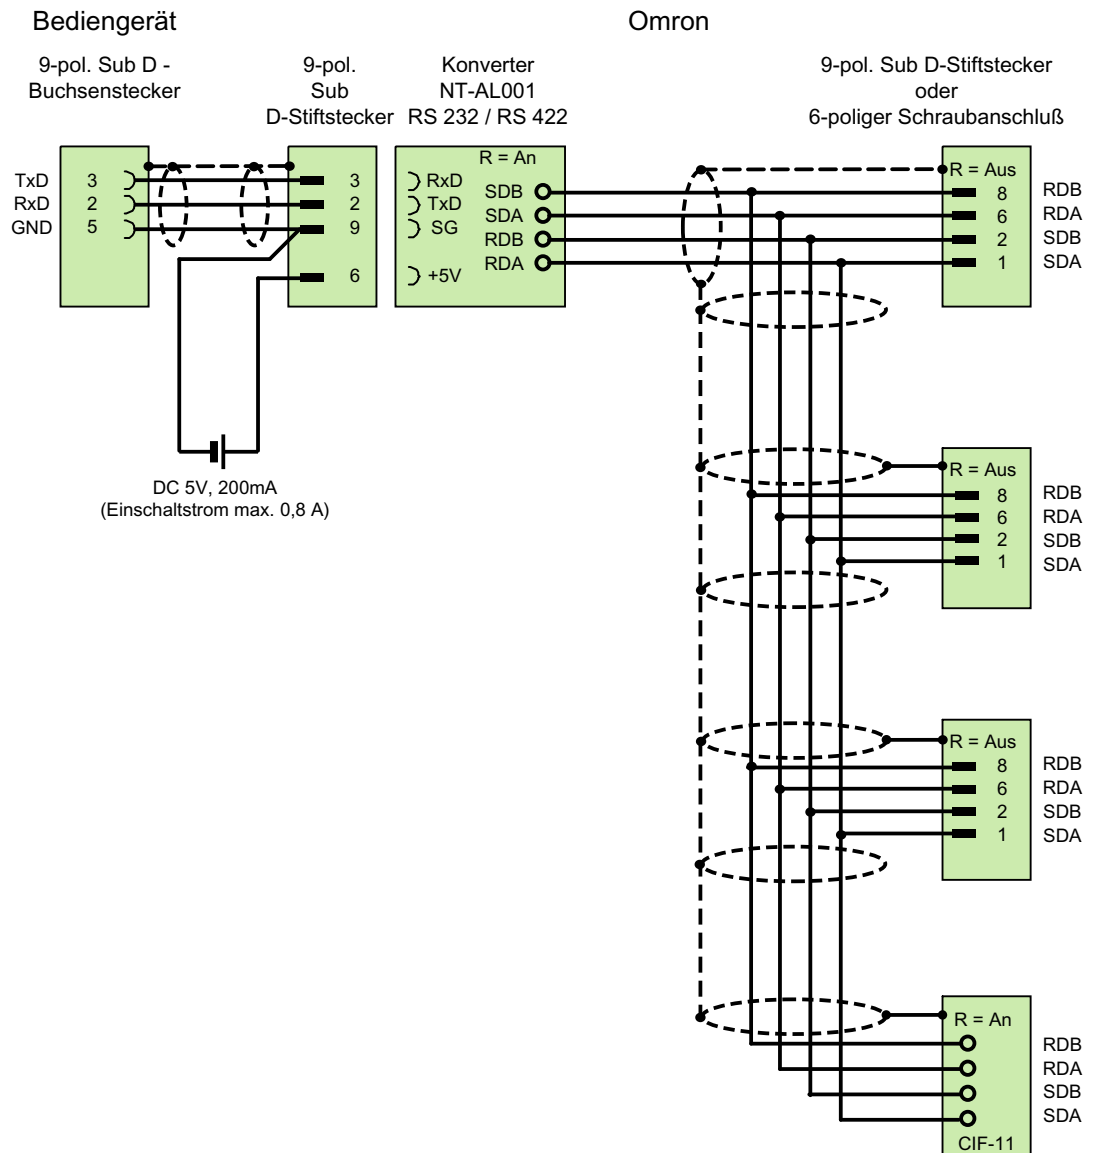 Bediengerät
Omron
9-pol. Sub D -
Buchsenstecker
9-pol.
Sub
D-Stiftstecker
Konverter
NT-AL001
RS 232 / RS 422
9-pol. Sub D-Stiftstecker
oder
6-poliger Schraubanschluß
TxD 3
RxD 2
GND 5
3
2
9
6
R = An
RxD SDB
TxD SDA
SG RDB
RDA
+5V
R = Aus
8 RDB
6 RDA
2 SDB
1 SDA
DC 5V, 200mA
(Einschaltstrom max. 0,8 A)
R = Aus
8 RDB
6 RDA
2 SDB
1 SDA
R = Aus
8 RDB
6 RDA
2 SDB
1 SDA
R = An
RDB
RDA
SDB
SDA
CIF-11